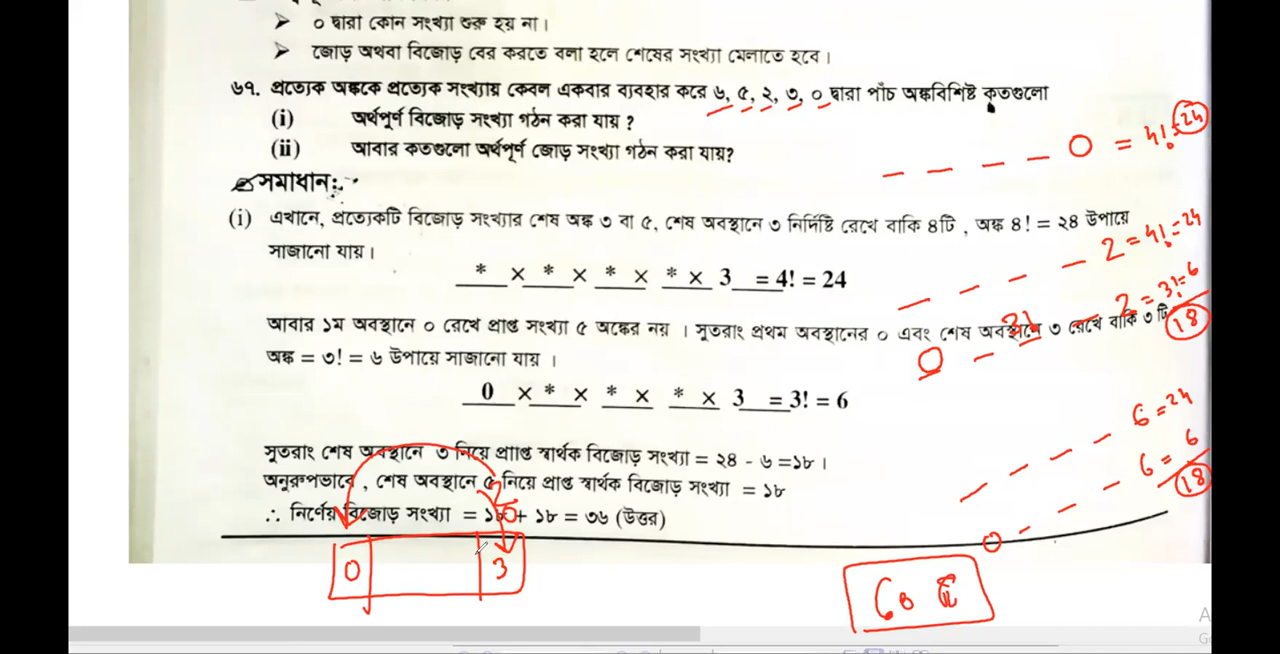 ➤ ০ দ্বারা কোন সংখ্যা শুরু হয় না।
➤ জোড় অথবা বিজোড় বের করতে বলা হলে শেষের সংখ্যা মেলাতে হবে।
৬৭. প্রত্যেক অঙ্ককে প্রত্যেক সংখ্যায় কেবল একবার ব্যবহার করে ৬, ৫, ২, ৩, ০ দ্বারা পাঁচ অঙ্কবিশিষ্ট কতগুলো
(i) অর্থপূর্ণ বিজোড় সংখ্যা গঠন করা যায় ?
(ii) আবার কতগুলো অর্থপূর্ণ জোড় সংখ্যা গঠন করা যায়?
0 = 4! = 24
সমাধান:
(i) এখানে, প্রত্যেকটি বিজোড় সংখ্যার শেষ অঙ্ক ৩ বা ৫, শেষ অবস্থানে ৩ নির্দিষ্ট রেখে বাকি ৪টি , অঙ্ক ৪! = ২৪ উপায়ে
সাজানো যায়।
2 = 4! = 24
* × * × * × * × 3 = 4! = 24
2 = 3! = 6
18
আবার ১ম অবস্থানে ০ রেখে প্রাপ্ত সংখ্যা ৫ অঙ্কের নয় । সুতরাং প্রথম অবস্থানের ০ এবং শেষ অবস্থানে ৩ রেখে বাকি ৩ টি
3!
0
অঙ্ক = ৩! = ৬ উপায়ে সাজানো যায় ।
0 × * × * × * × 3 = 3! = 6
6 = 24
সুতরাং শেষ অবস্থানে ৩ নিয়ে প্রাপ্তি স্বার্থক বিজোড় সংখ্যা = ২৪ - ৬ =১৮ ।
6 = 6
18
অনুরুপভাবে , শেষ অবস্থানে ৫ নিয়ে প্রাপ্ত স্বার্থক বিজোড় সংখ্যা = ১৮
∴ নির্ণেয় বিজোড় সংখ্যা = ১৮ + ১৮ = ৩৬ (উত্তর)
0
0 3